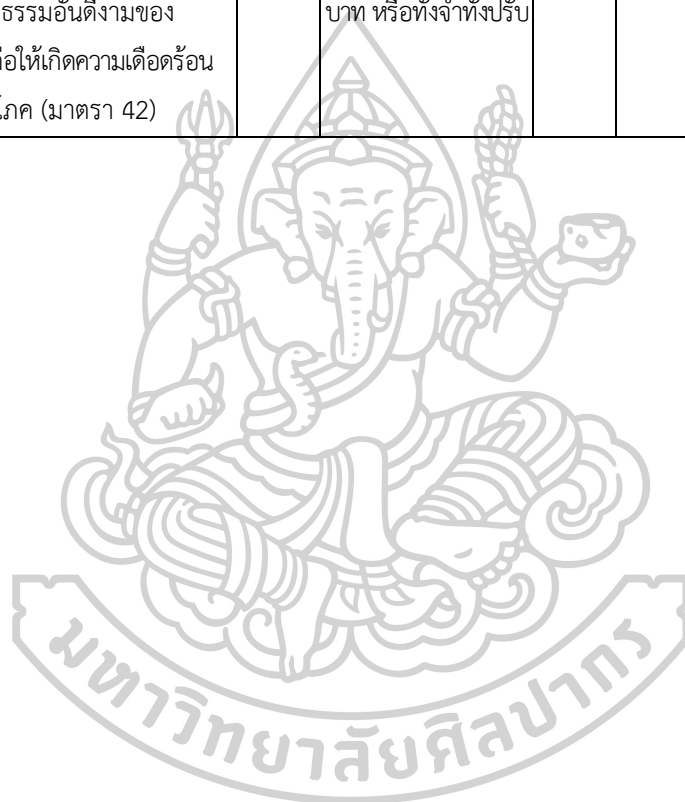 ธรรมอันดีงามของ
ให้เกิดความเดือดร้อน
โภค (มาตรา 42)
บาท หรือทั้งจำทั้งปรับ
มหาวิทยาลัยศิลปากร